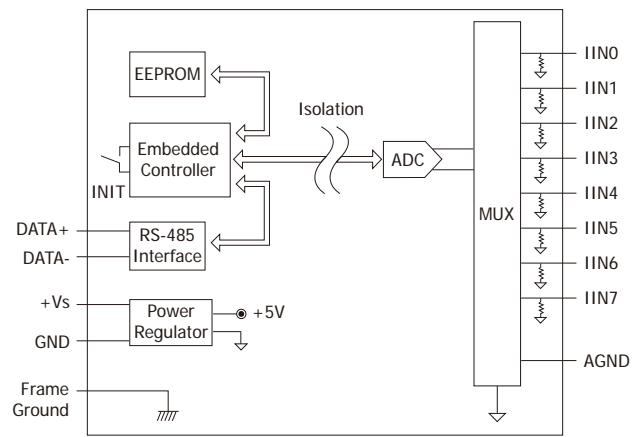 EEPROM
Isolation
Embedded
Controller
INIT
ADC
MUX
IIN0
IIN1
IIN2
IIN3
IIN4
IIN5
IIN6
IIN7
AGND
DATA+
DATA-
RS-485
Interface
+Vs
GND
Power
Regulator
+5V
Frame
Ground